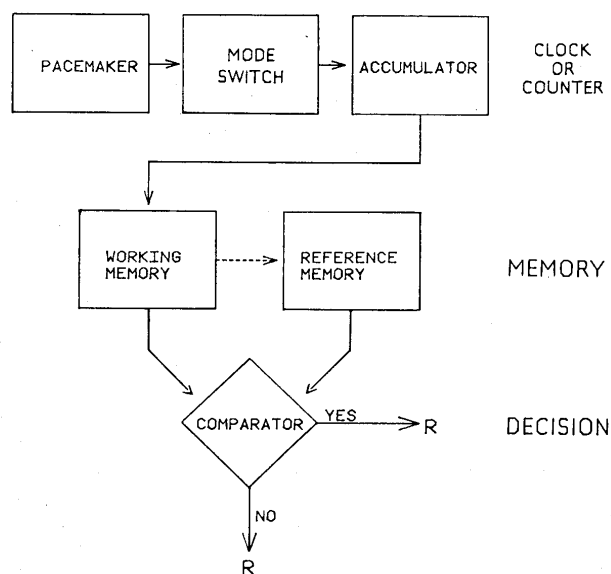 PACEMAKER
MODE
SWITCH
ACCUMULATOR
CLOCK
OR
COUNTER
WORKING
MEMORY
REFERENCE
MEMORY
MEMORY
COMPARATOR
YES
R
DECISION
NO
R